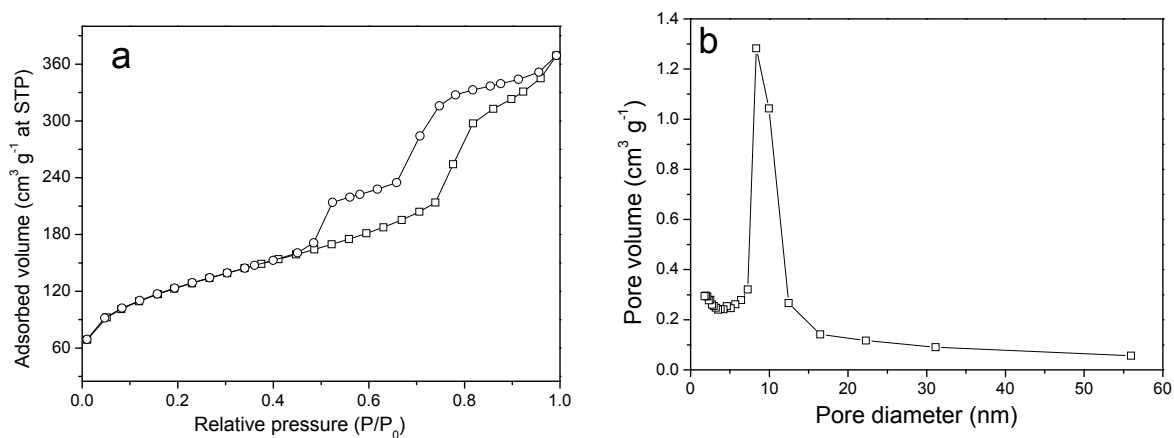 a
Adsorbed volume (cm³ g⁻¹ at STP)
360
300
240
180
120
60
0.0 0.2 0.4 0.6 0.8 1.0
Relative pressure (P/P₀)
b
Pore volume (cm³ g⁻¹)
1.4
1.2
1.0
0.8
0.6
0.4
0.2
0.0
0 10 20 30 40 50 60
Pore diameter (nm)